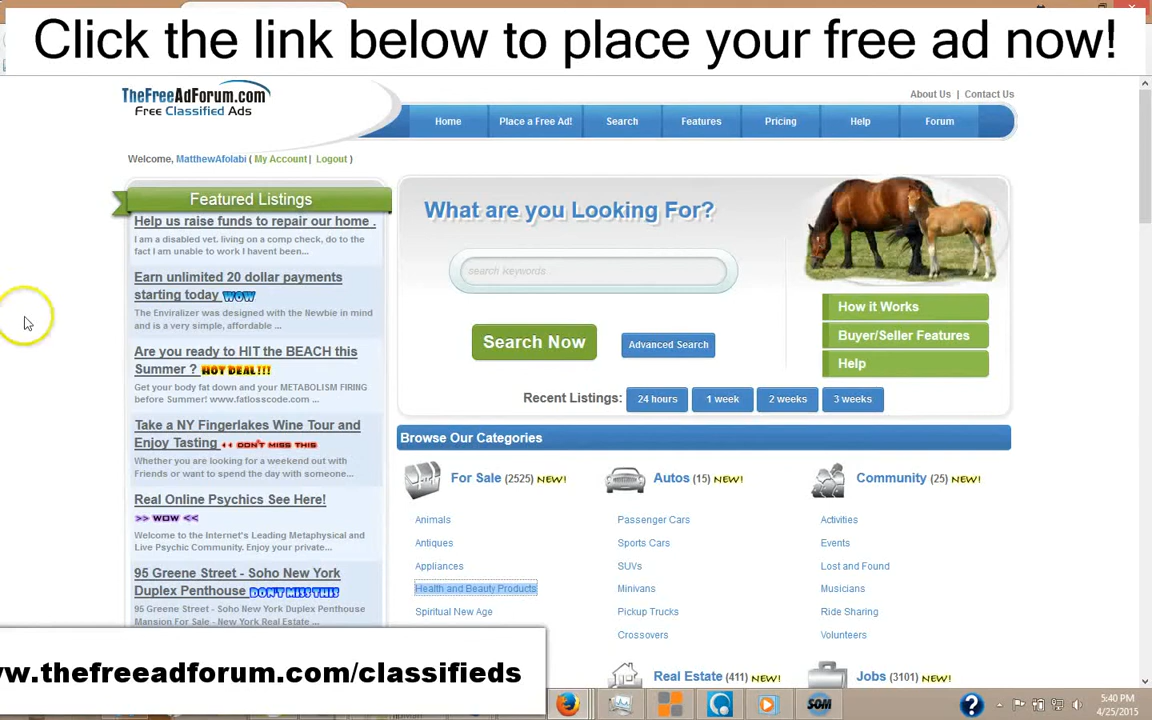 Click the link below to place your free ad now!
TheFreeAdForum.com
Free Classified Ads
About Us | Contact Us
Home Place a Free Ad! Search Features Pricing Help Forum
Welcome, MatthewAfolabi ( My Account | Logout )
Featured Listings
Help us raise funds to repair our home .
I am a disabled vet. living on a comp check, do to the
fact I am unable to work I havent been...
Earn unlimited 20 dollar payments
starting today WOW
The Enviralizer was designed with the Newbie in mind
and is a very simple, affordable ...
Are you ready to HIT the BEACH this
Summer ? HOT DEAL!!!
Get your body fat down and your METABOLISM FIRING
before Summer! www.fatlosscode.com ...
Take a NY Fingerlakes Wine Tour and
Enjoy Tasting DON'T MISS THIS
Whether you are looking for a weekend out with
Friends or want to spend the day with someone...
Real Online Psychics See Here!
>> WOW <<
Welcome to the Internet's Leading Metaphysical and
Live Psychic Community. Enjoy your private...
95 Greene Street - Soho New York
Duplex Penthouse DON'T MISS THIS
95 Greene Street - Soho New York Duplex Penthouse
Mansion For Sale - New York Real Estate ...
What are you Looking For?
search keywords...
Search Now
Advanced Search
How it Works
Buyer/Seller Features
Help
Recent Listings: 24 hours 1 week 2 weeks 3 weeks
Browse Our Categories
For Sale (2525) NEW!
Animals
Antiques
Appliances
Health and Beauty Products
Spiritual New Age
Autos (15) NEW!
Passenger Cars
Sports Cars
SUVs
Minivans
Pickup Trucks
Crossovers
Community (25) NEW!
Activities
Events
Lost and Found
Musicians
Ride Sharing
Volunteers
Real Estate (411) NEW!
Jobs (3101) NEW!
w.thefreeadforum.com/classifieds
SOM
5:40 PM
4/25/2015